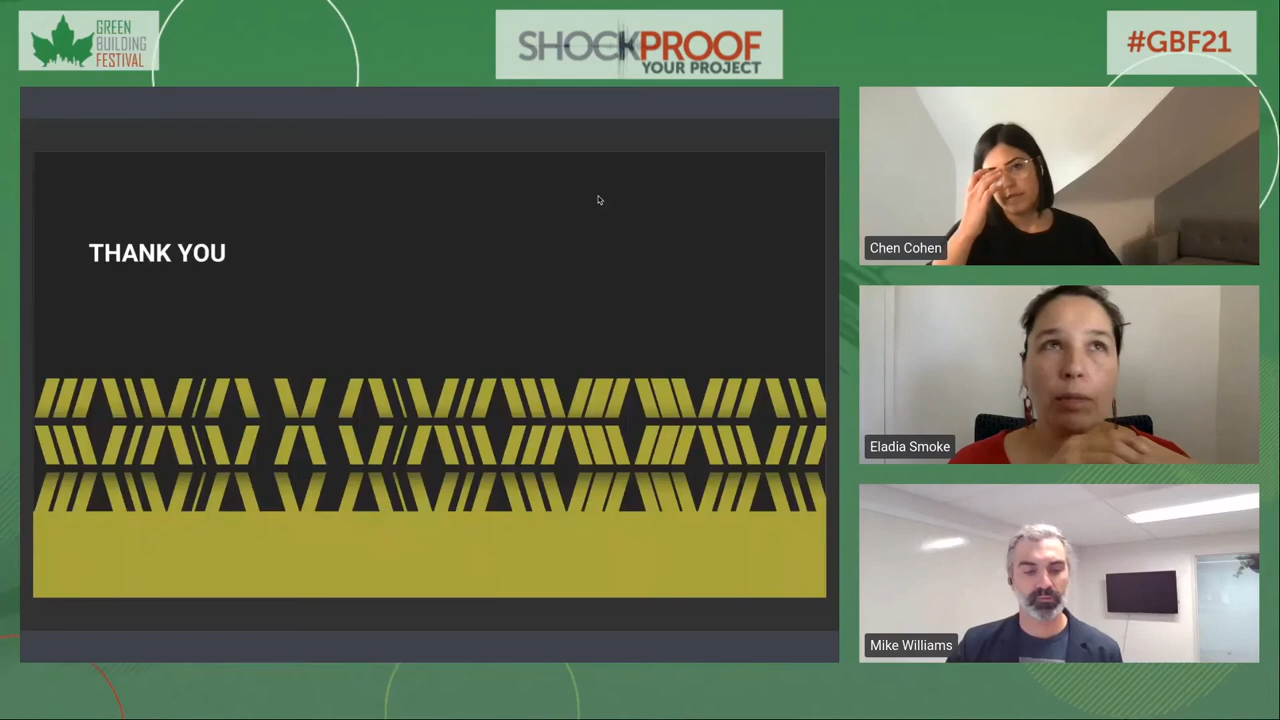 GREEN
BUILDING
FESTIVAL
SHOCKPROOF
YOUR PROJECT
#GBF21
THANK YOU
Chen Cohen
Eladia Smoke
Mike Williams